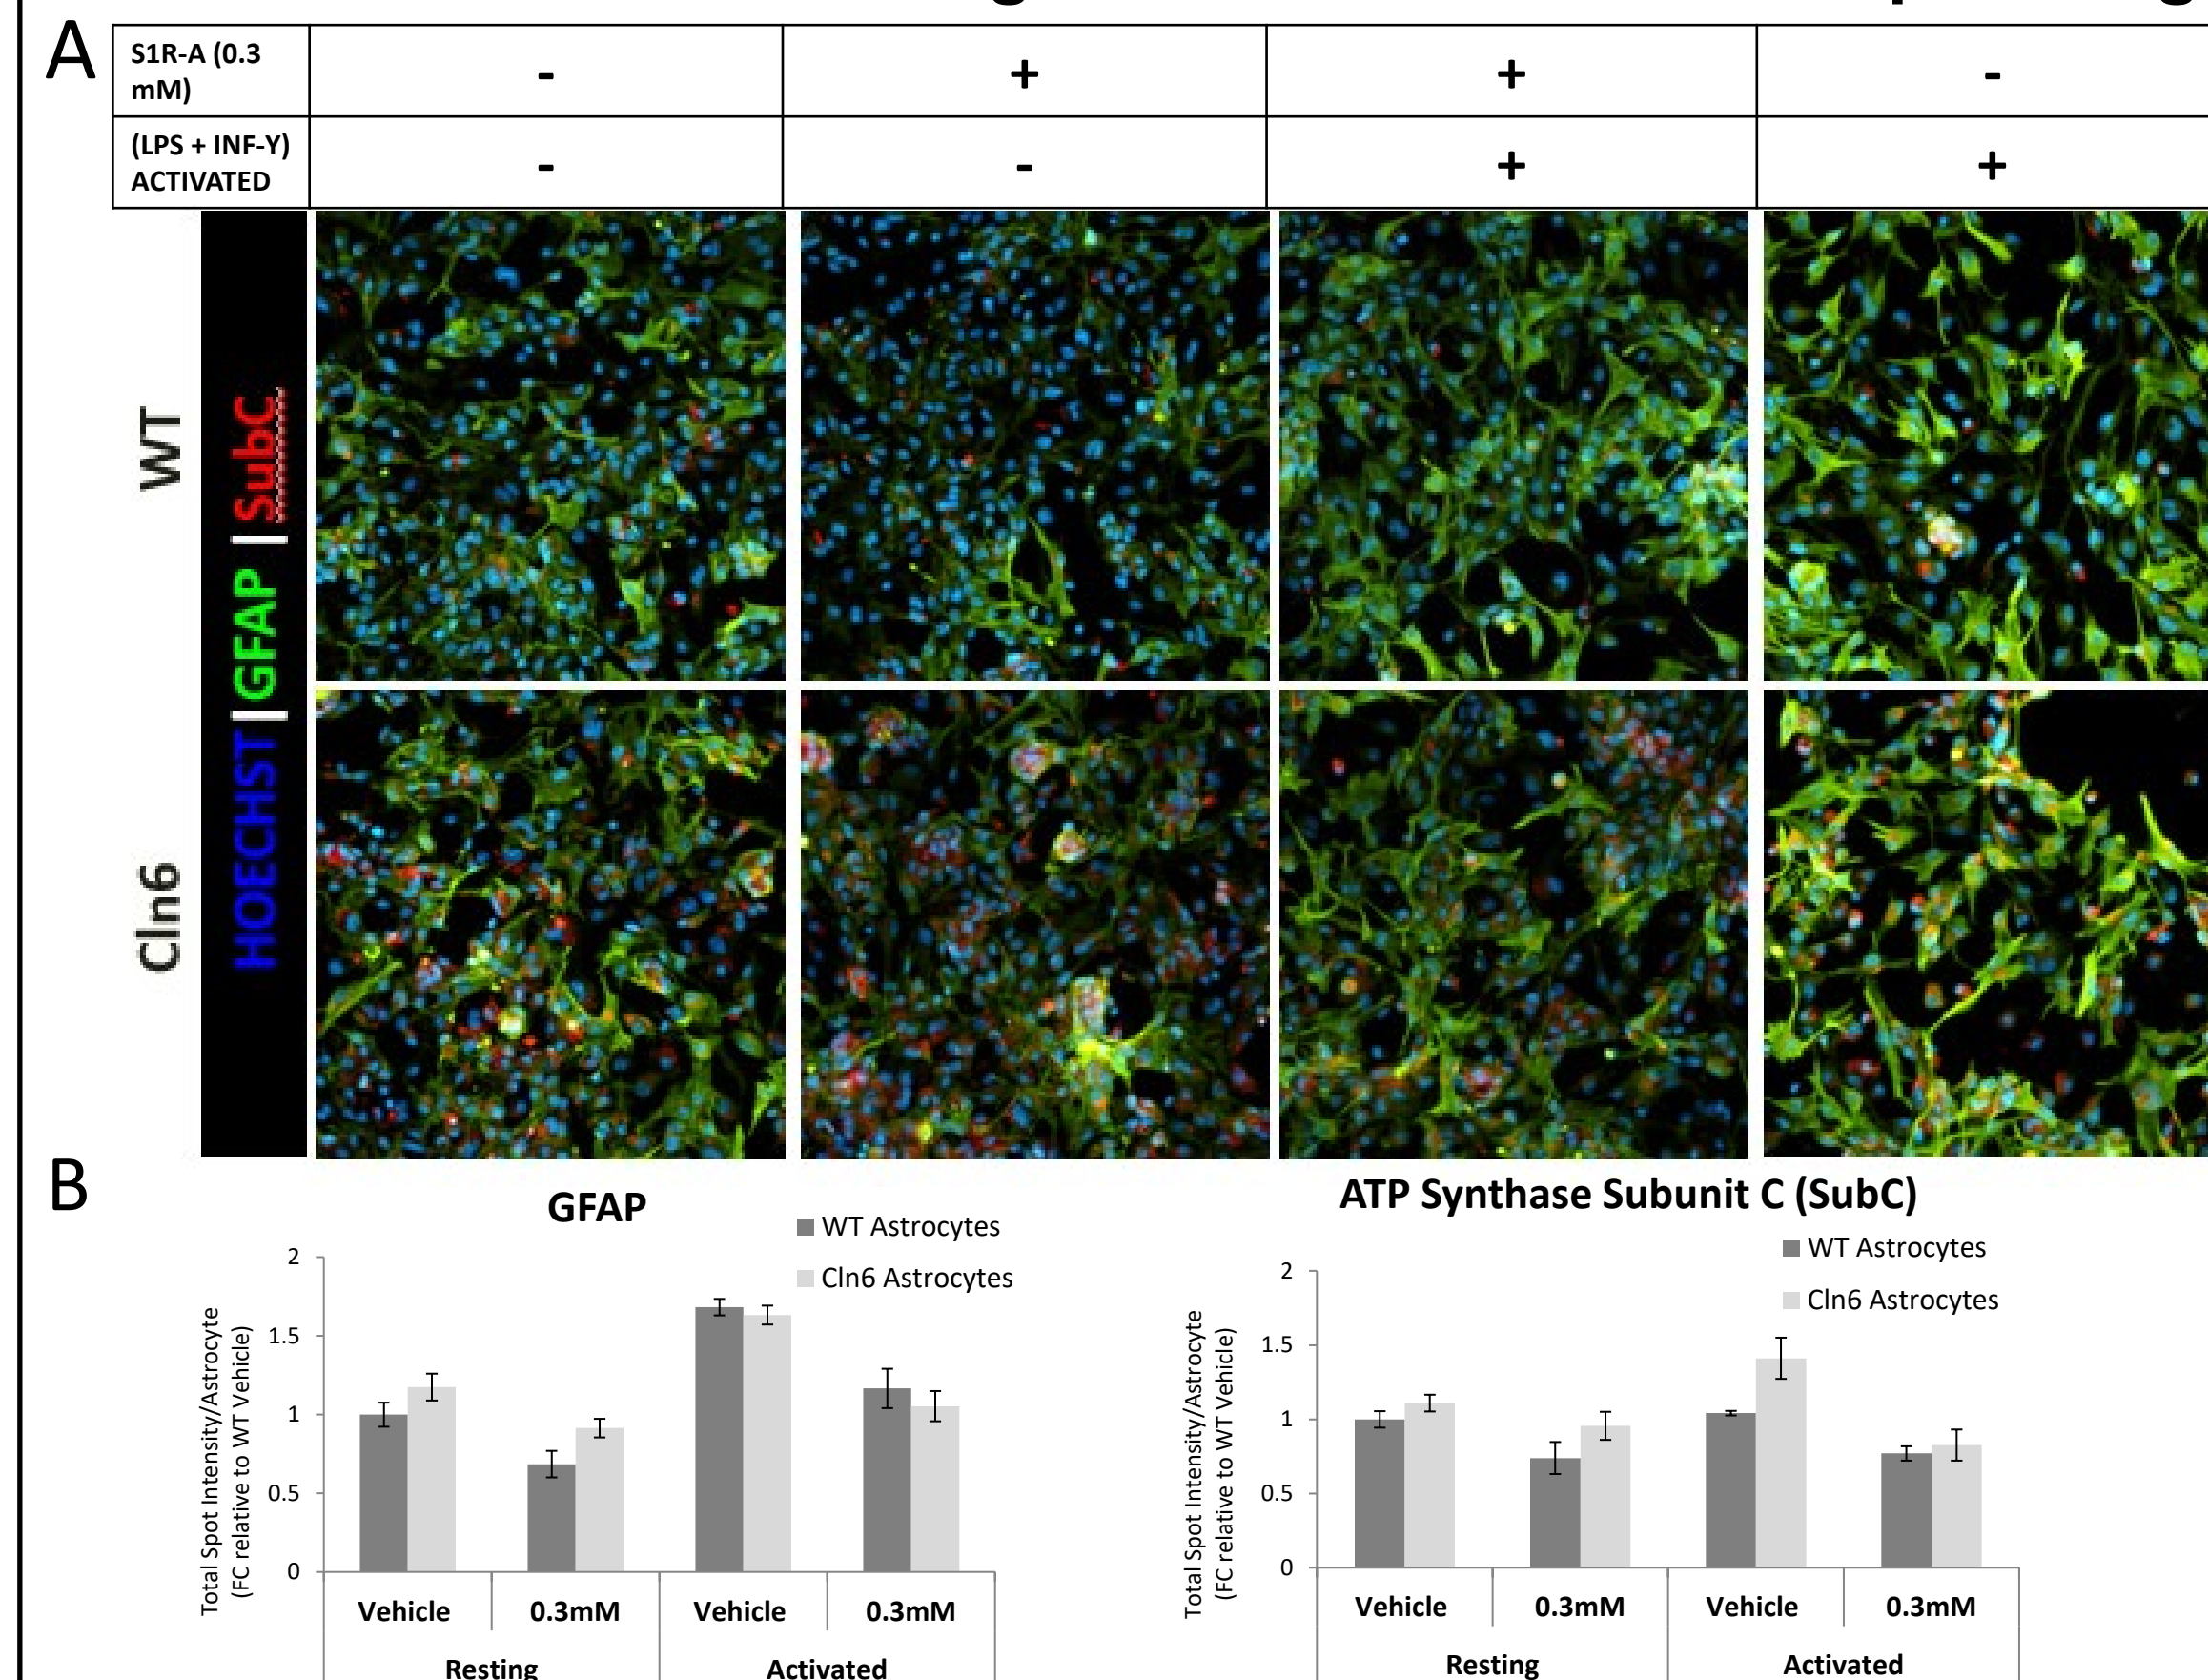 A
S1R-A (0.3
mM)
- + + -
(LPS + INF-Y)
ACTIVATED
- - + +
WT
Cln6
HOECHST | GFAP | SubC
B
GFAP
WT Astrocytes
Cln6 Astrocytes
Total Spot Intensity/Astrocyte
(FC relative to WT Vehicle)
2
1.5
1
0.5
0
Vehicle 0.3mM Vehicle 0.3mM
Resting Activated
ATP Synthase Subunit C (SubC)
WT Astrocytes
Cln6 Astrocytes
Total Spot Intensity/Astrocyte
(FC relative to WT Vehicle)
2
1.5
1
0.5
0
Vehicle 0.3mM Vehicle 0.3mM
Resting Activated